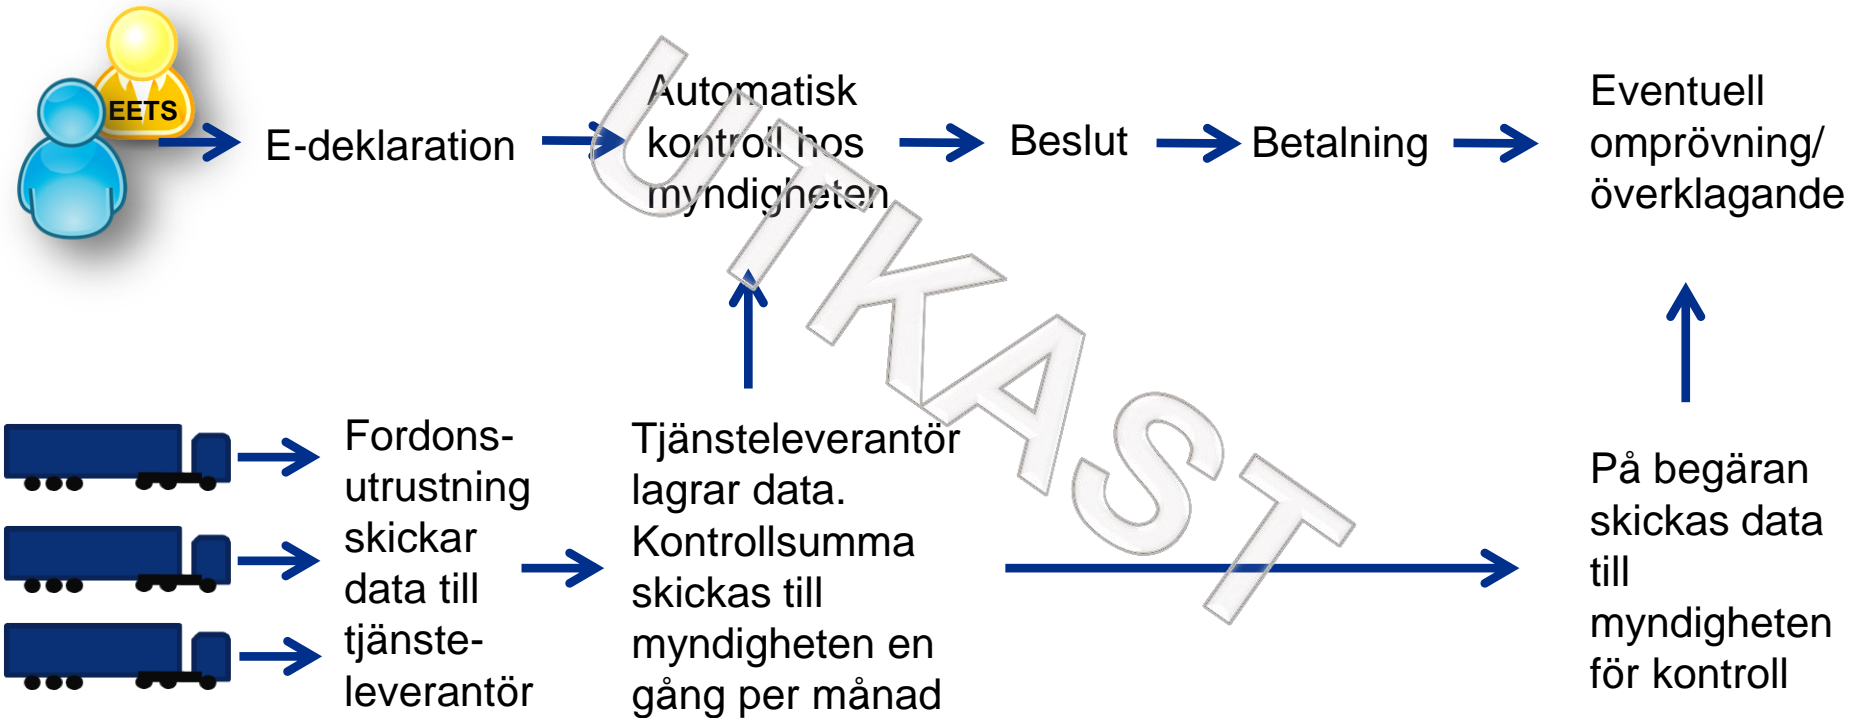 EETS
E-deklaration
Automatisk
kontroll hos
myndigheten
Beslut
Betalning
Eventuell
omprövning/
överklagande
UTKAST
Fordons-
utrustning
skickar
data till
tjänste-
leverantör
Tjänsteleverantör
lagrar data.
Kontrollsumma
skickas till
myndigheten en
gång per månad
På begäran
skickas data
till
myndigheten
för kontroll